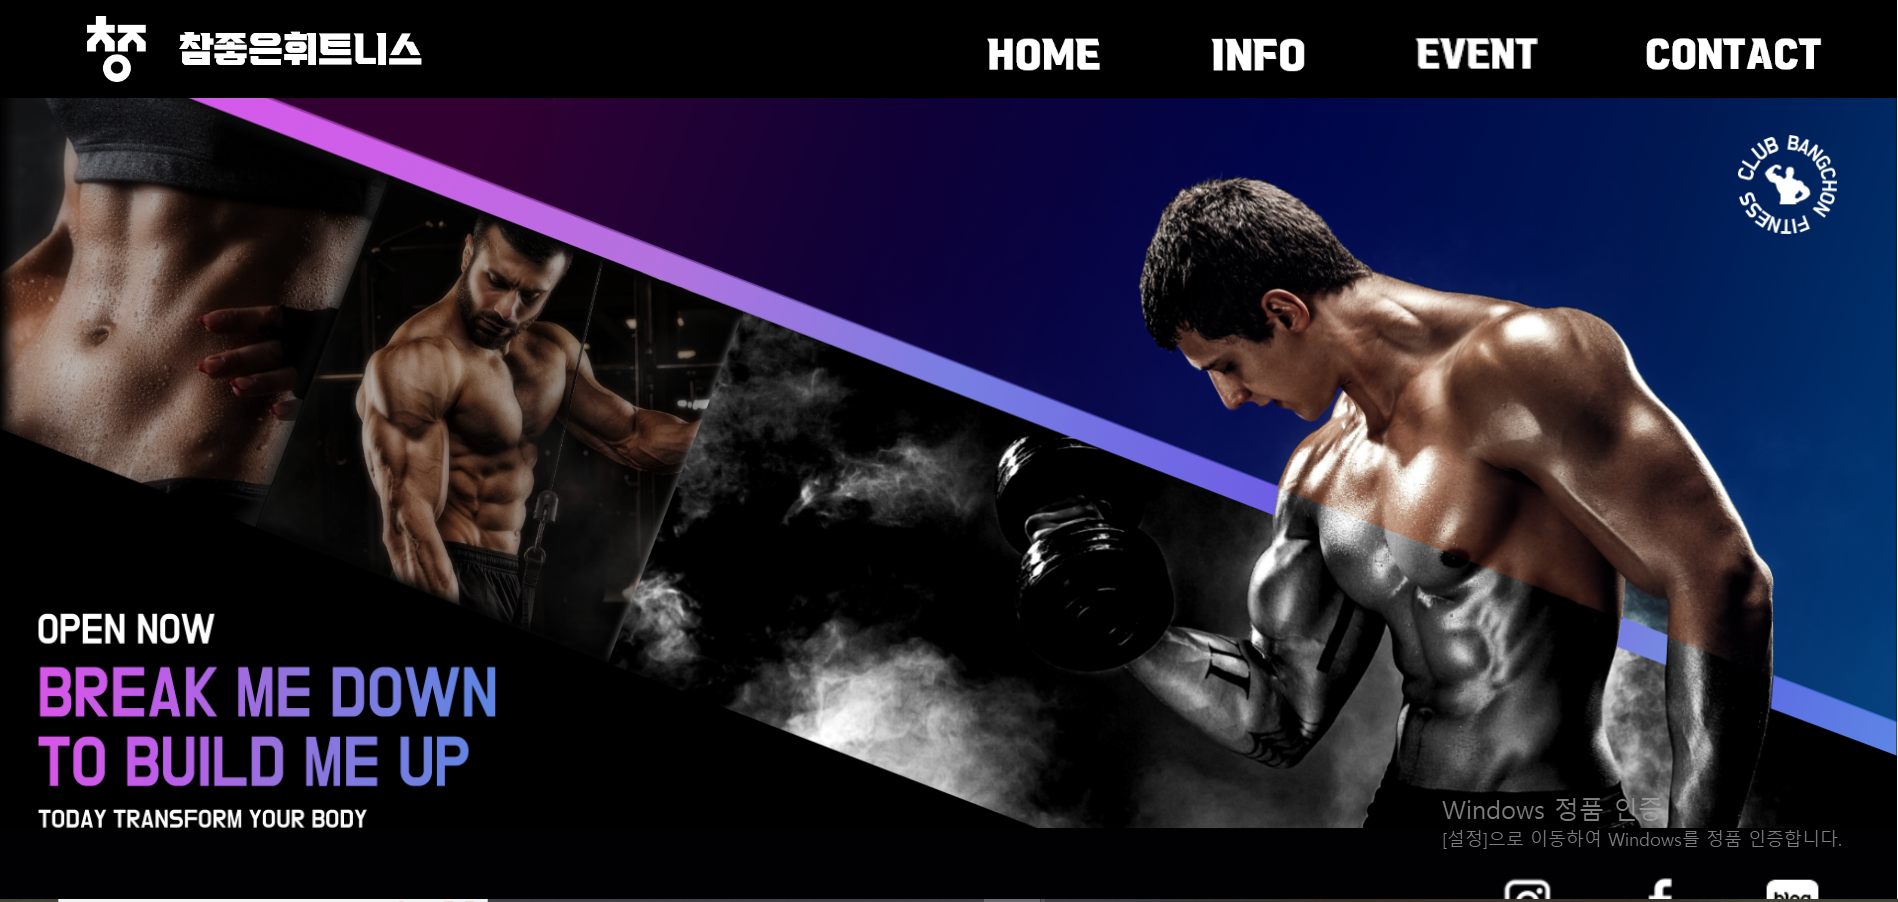 창
참좋은휘트니스
HOME INFO EVENT CONTACT
CLUB BANGCHON FITNESS
OPEN NOW
BREAK ME DOWN
TO BUILD ME UP
TODAY TRANSFORM YOUR BODY
Windows 정품 인증
[설정]으로 이동하여 Windows를 정품 인증합니다.
blog